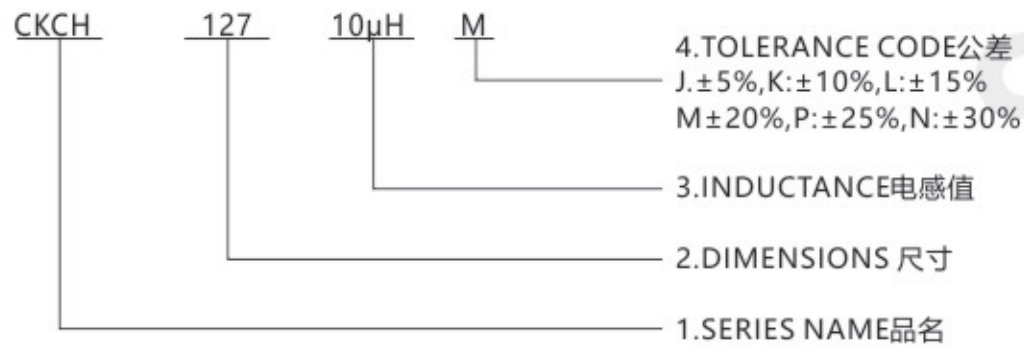 CKCH 127 10μH M
4.TOLERANCE CODE公差
J.±5%,K:±10%,L:±15%
M±20%,P:±25%,N:±30%
3.INDUCTANCE电感值
2.DIMENSIONS 尺寸
1.SERIES NAME品名